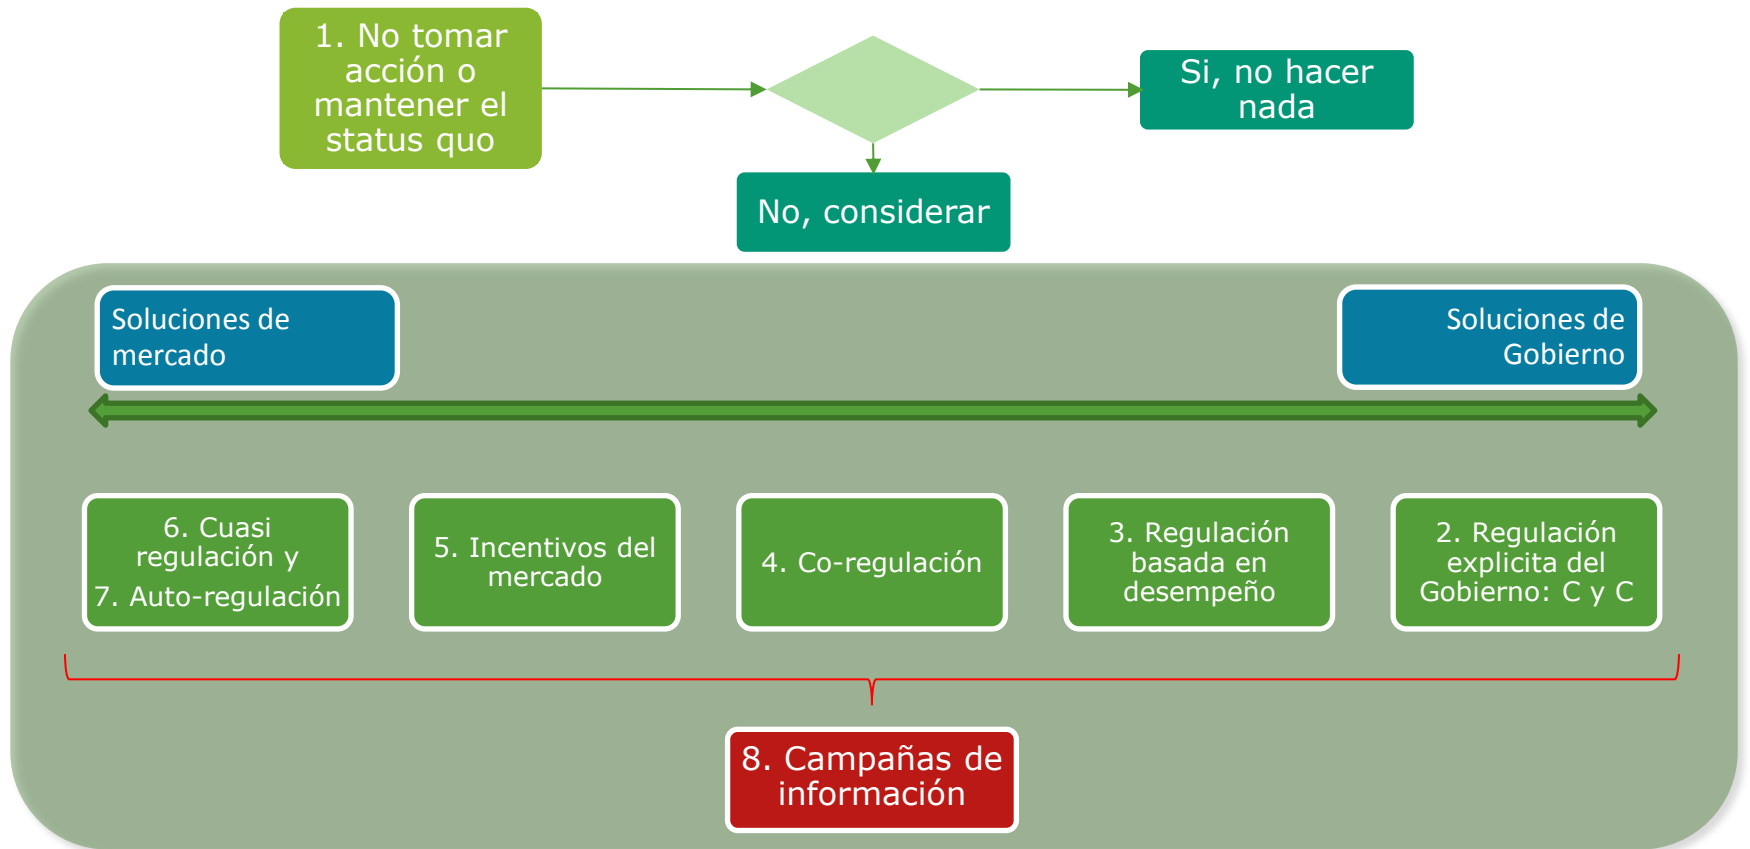 1. No tomar
acción o
mantener el
status quo
Si, no hacer
nada
No, considerar
Soluciones de
mercado
Soluciones de
Gobierno
6. Cuasi
regulación y
7. Auto-regulación
5. Incentivos del
mercado
4. Co-regulación
3. Regulación
basada en
desempeño
2. Regulación
explicita del
Gobierno: C y C
8. Campañas de
información